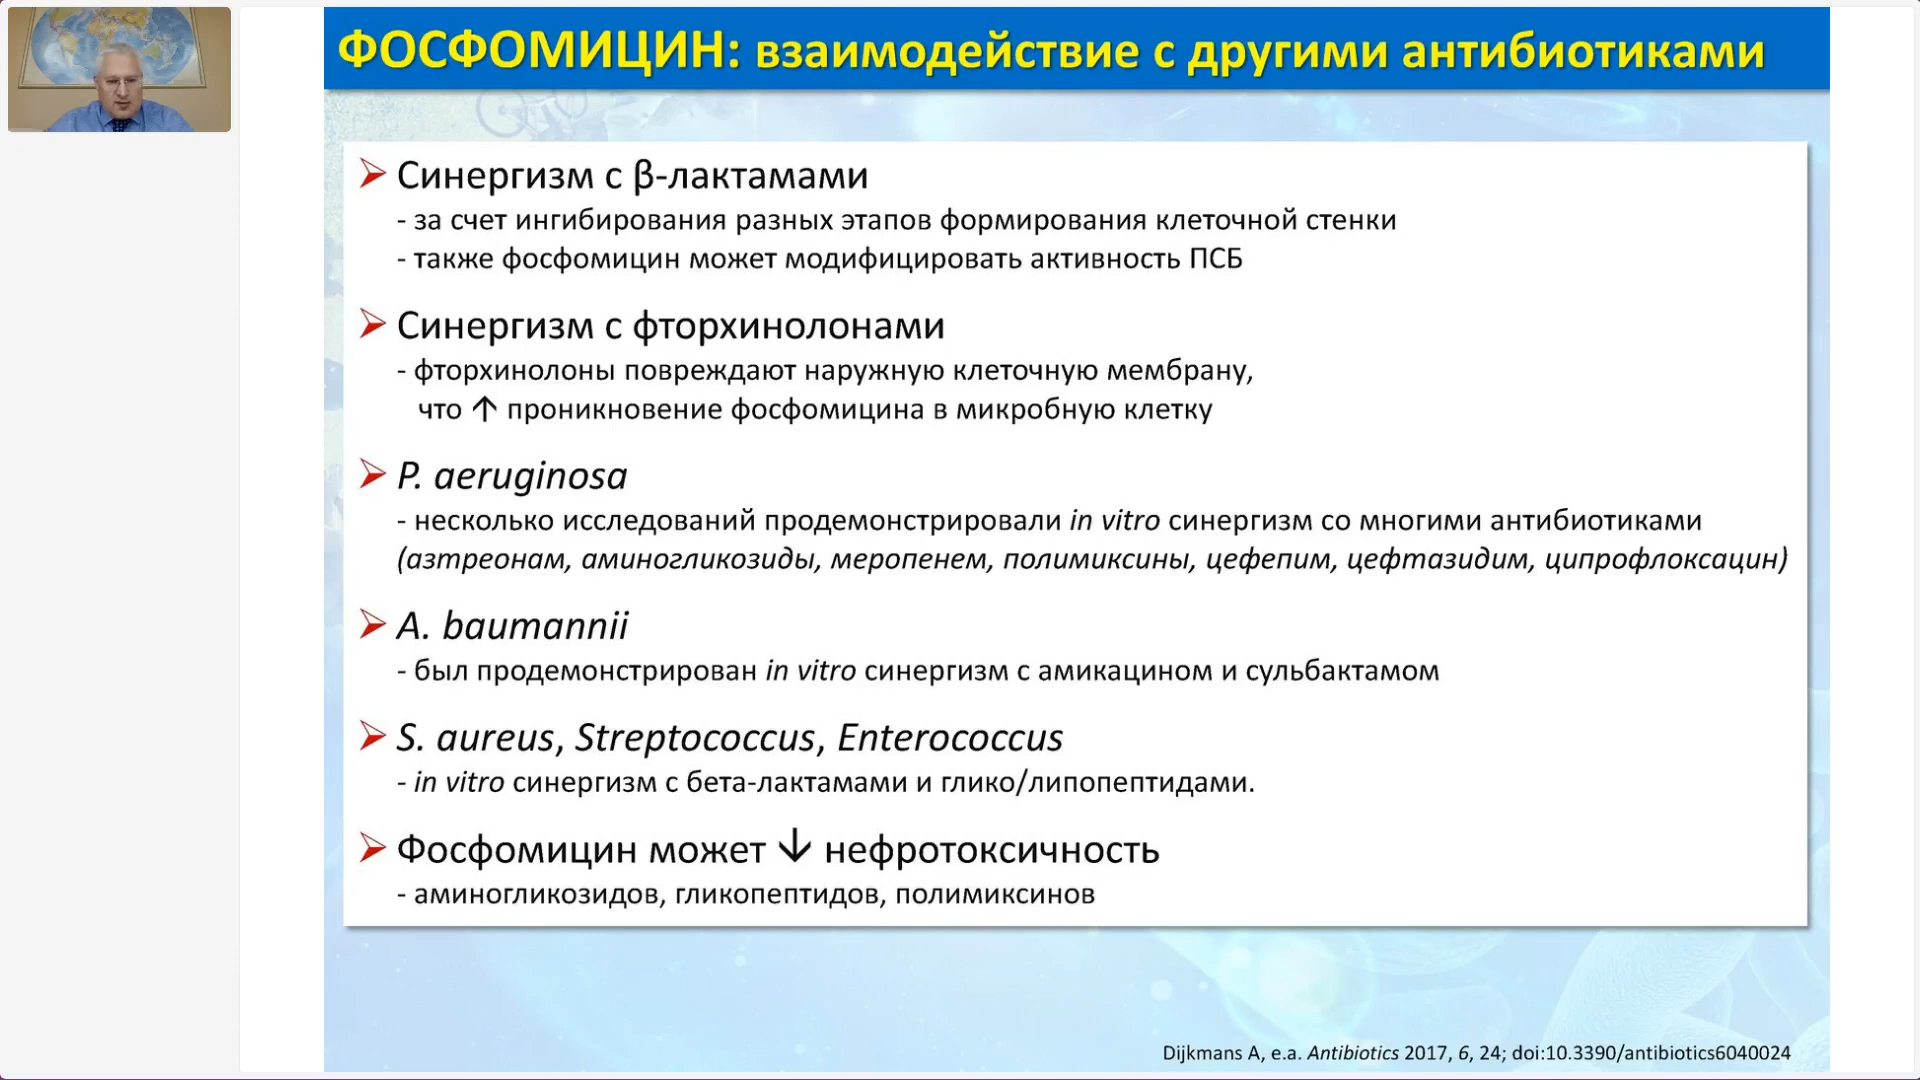 ФОСФОМИЦИН: взаимодействие с другими антибиотиками
Синергизм с β-лактамами
- за счет ингибирования разных этапов формирования клеточной стенки
- также фосфомицин может модифицировать активность ПСБ
Синергизм с фторхинолонами
- фторхинолоны повреждают наружную клеточную мембрану,
что ↑ проникновение фосфомицина в микробную клетку
P. aeruginosa
- несколько исследований продемонстрировали in vitro синергизм со многими антибиотиками
(азтреонам, аминогликозиды, меропенем, полимиксины, цефепим, цефтазидим, ципрофлоксацин)
A. baumannii
- был продемонстрирован in vitro синергизм с амикацином и сульбактамом
S. aureus, Streptococcus, Enterococcus
- in vitro синергизм с бета-лактамами и глико/липопептидами.
Фосфомицин может ↓ нефротоксичность
- аминогликозидов, гликопептидов, полимиксинов
Dijkmans A, e.a. Antibiotics 2017, 6, 24; doi:10.3390/antibiotics6040024